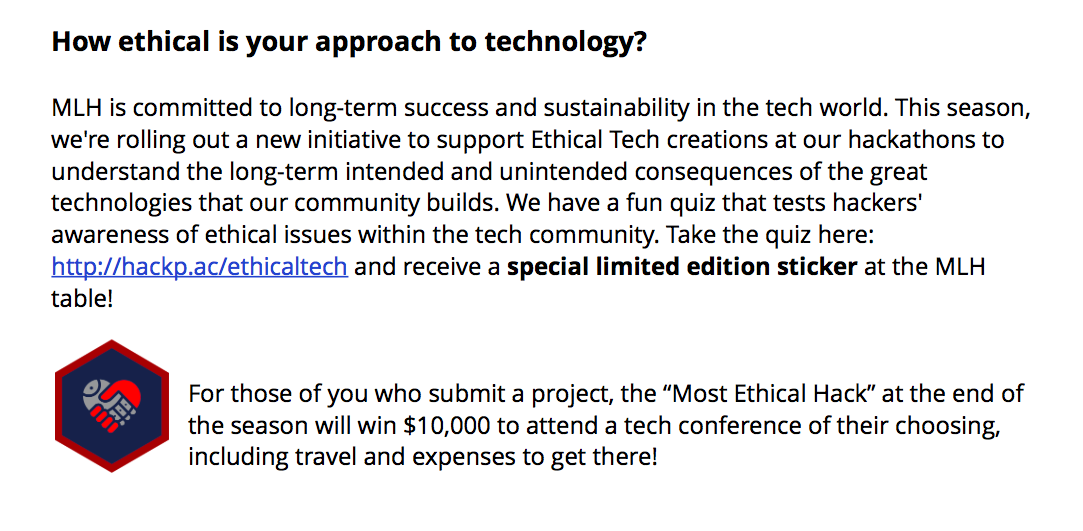 How ethical is your approach to technology?
MLH is committed to long-term success and sustainability in the tech world. This season,
we're rolling out a new initiative to support Ethical Tech creations at our hackathons to
understand the long-term intended and unintended consequences of the great
technologies that our community builds. We have a fun quiz that tests hackers'
awareness of ethical issues within the tech community. Take the quiz here:
http://hackp.ac/ethicaltech and receive a special limited edition sticker at the MLH
table!
For those of you who submit a project, the “Most Ethical Hack” at the end of
the season will win $10,000 to attend a tech conference of their choosing,
including travel and expenses to get there!